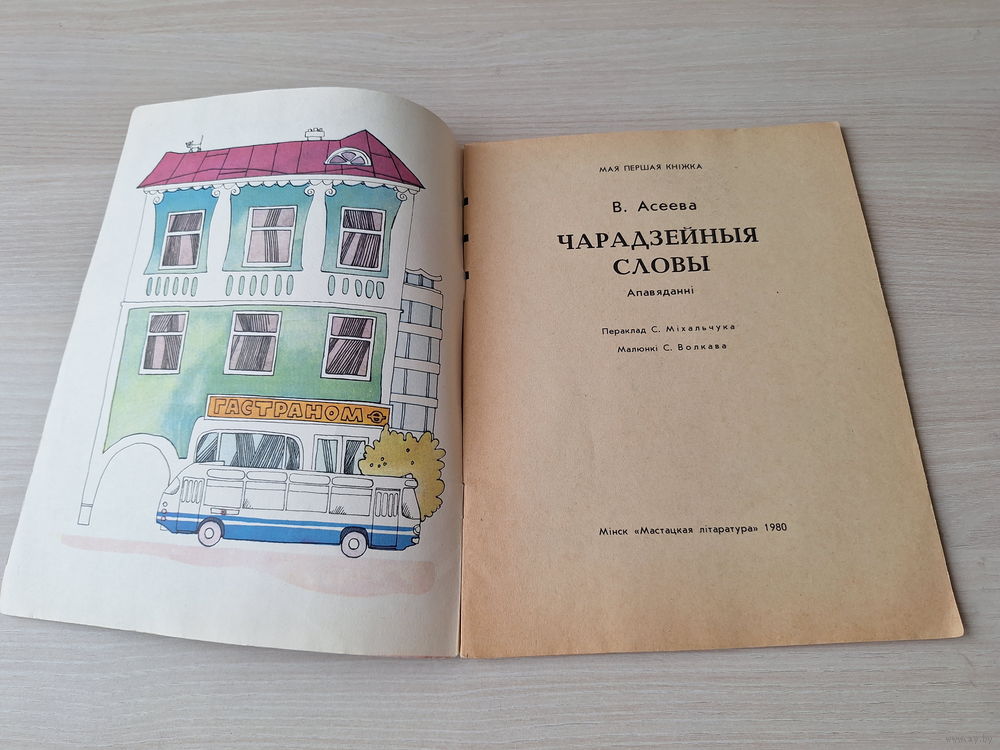 ГАСТРАНОМ
МАЯ ПЕРШАЯ КНІЖКА
В. Асеева
ЧАРАДЗЕЙНЫЯ
СЛОВЫ
Апавяданні
Пераклад С. Міхальчука
Малюнкі С. Волкава
Мінск «Мастацкая літаратура» 1980